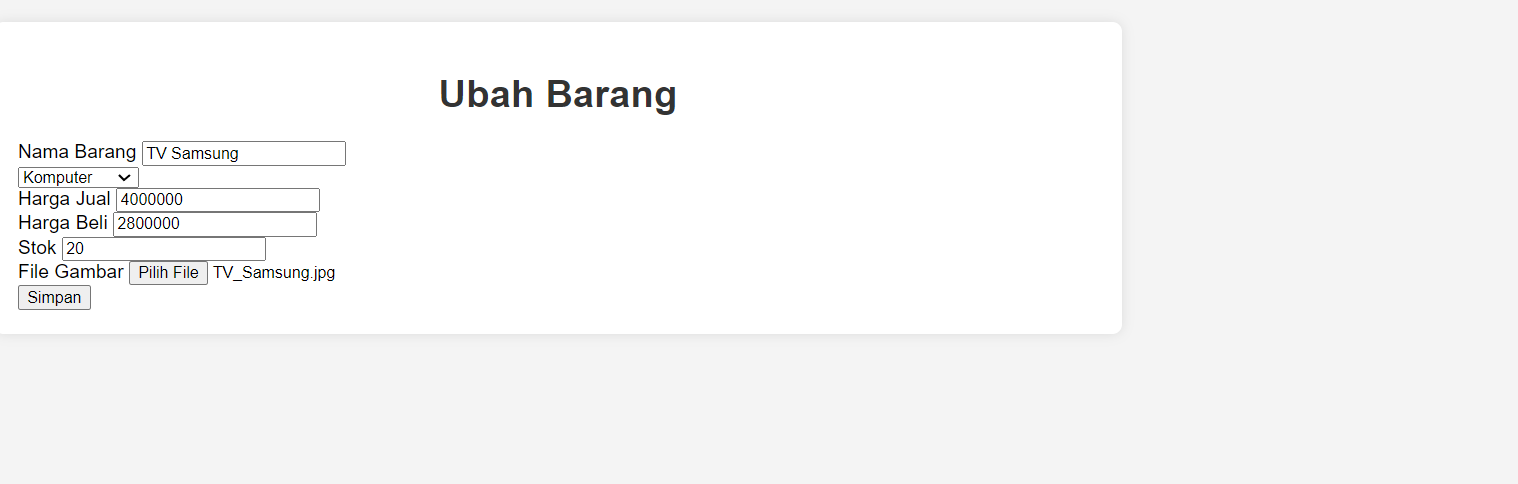 Ubah Barang
Nama Barang TV Samsung
Komputer
Harga Jual 4000000
Harga Beli 2800000
Stok 20
File Gambar Pilih File TV_Samsung.jpg
Simpan